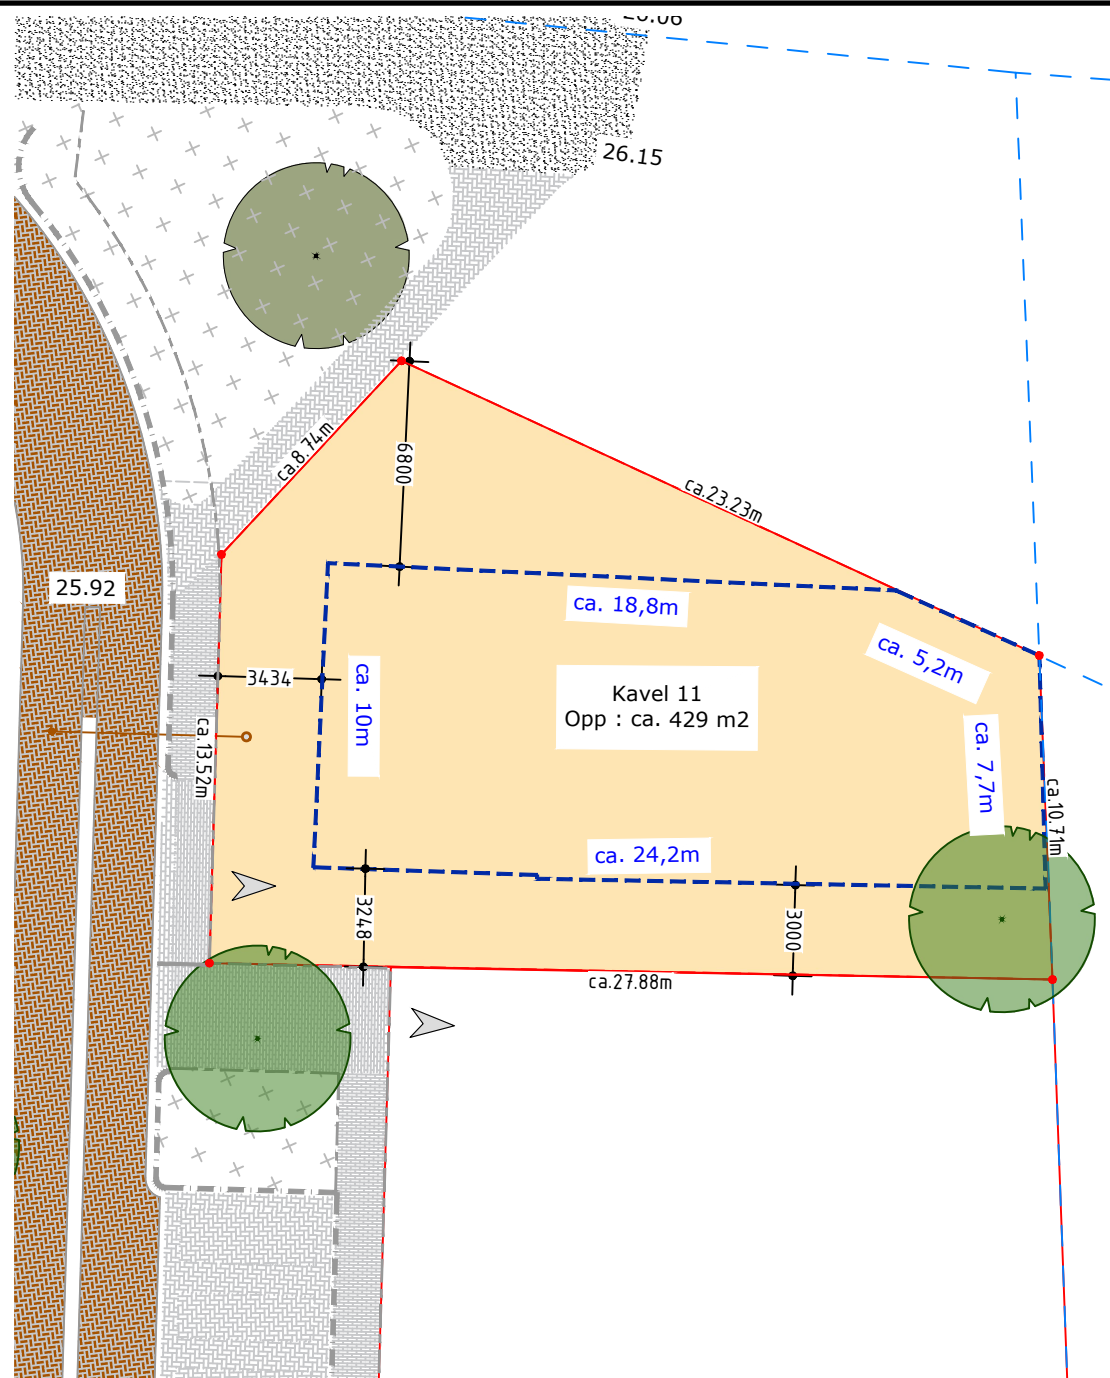 26.06
26.15
ca.8.74m
6800
ca.23.23m
25.92
ca. 18,8m
ca. 5,2m
3434
ca. 10m
Kavel 11
Opp : ca. 429 m2
ca.13.52m
ca. 7,7m
ca.10.71m
ca. 24,2m
3248
3000
ca.27.88m